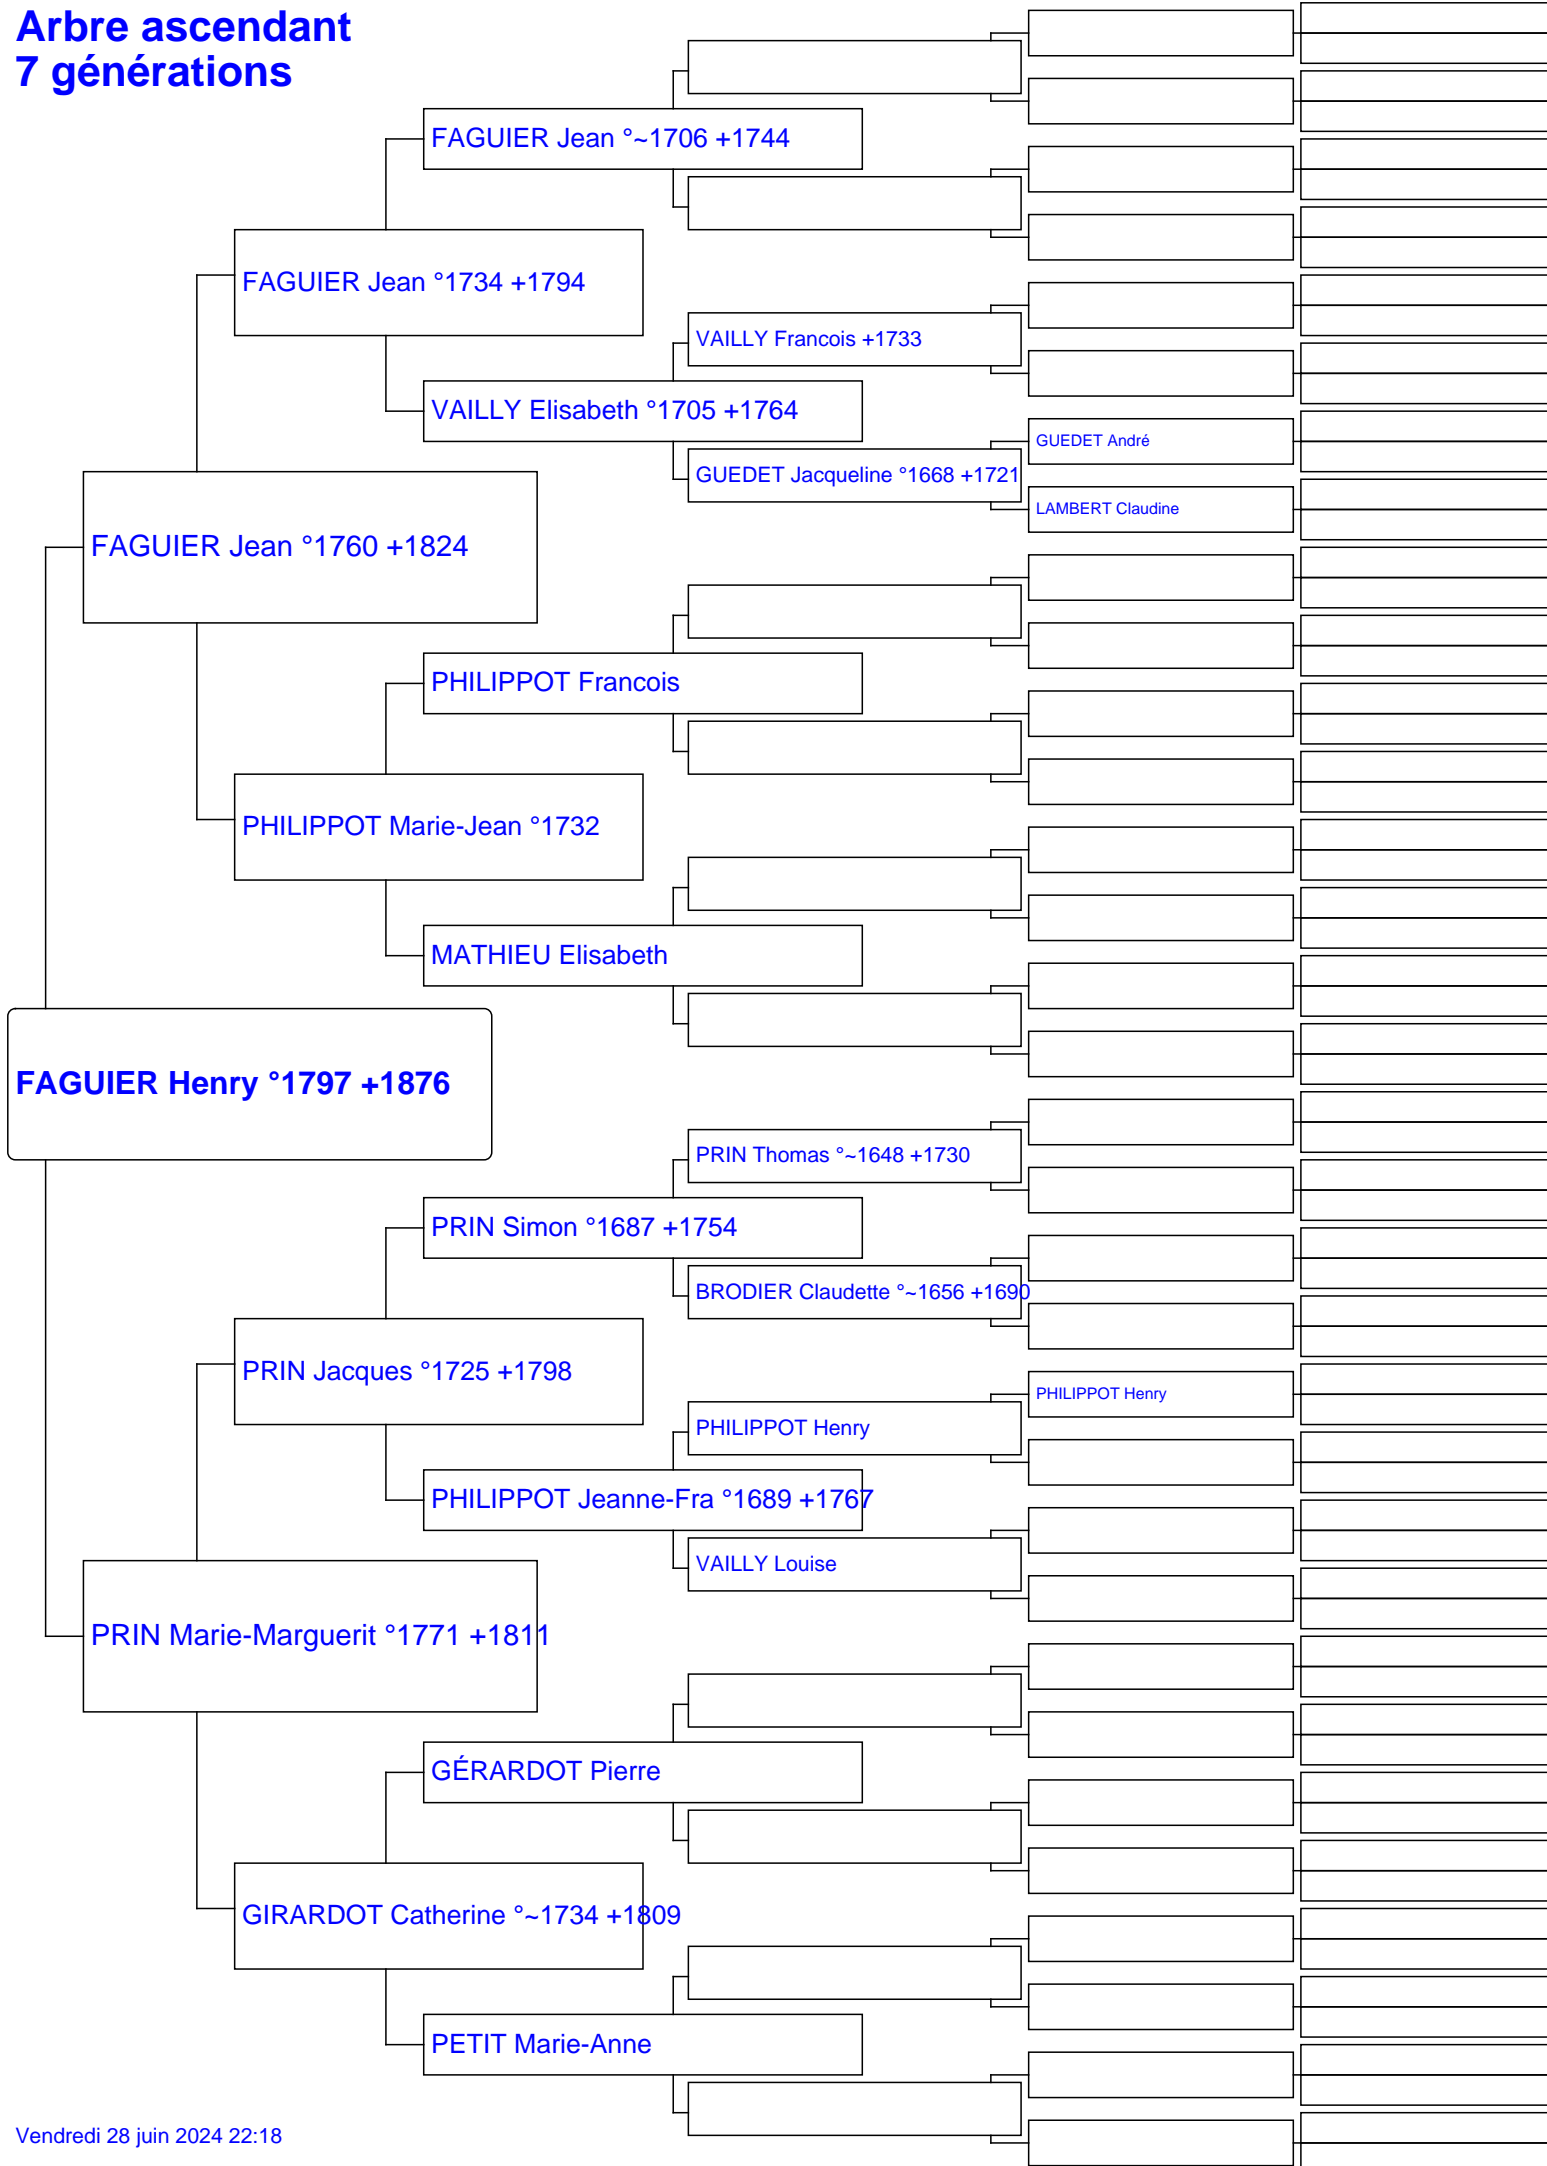 Arbre ascendant
7 générations
FAGUIER Jean °~1706 +1744
FAGUIER Jean °1734 +1794
VAILLY Francois +1733
VAILLY Elisabeth °1705 +1764
GUEDET André
GUEDET Jacqueline °1668 +1721
LAMBERT Claudine
FAGUIER Jean °1760 +1824
PHILIPPOT Francois
PHILIPPOT Marie-Jean °1732
MATHIEU Elisabeth
FAGUIER Henry °1797 +1876
PRIN Thomas °~1648 +1730
PRIN Simon °1687 +1754
BRODIER Claudette °~1656 +1690
PRIN Jacques °1725 +1798
PHILIPPOT Henry
PHILIPPOT Henry
PHILIPPOT Jeanne-Fra °1689 +1767
VAILLY Louise
PRIN Marie-Marguerit °1771 +1811
GÉRARDOT Pierre
GIRARDOT Catherine °~1734 +1809
PETIT Marie-Anne
Vendredi 28 juin 2024 22:18